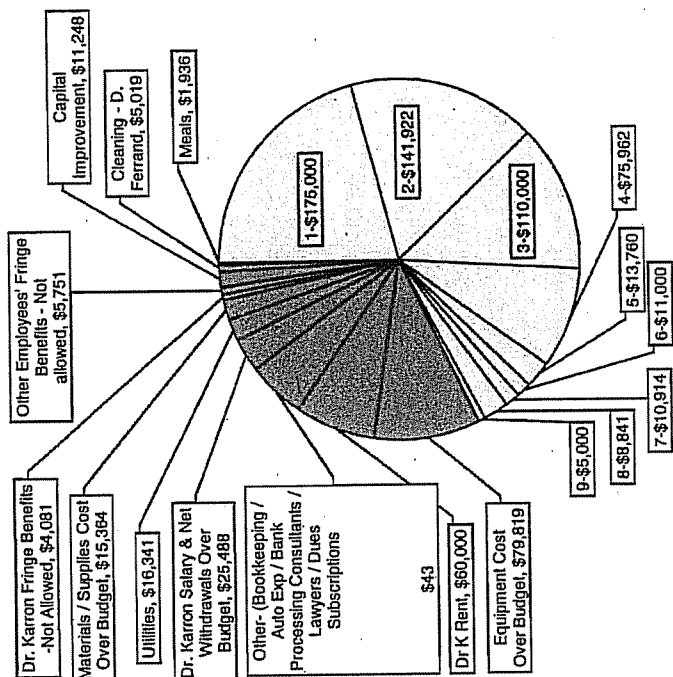 Capital
Improvement, $11,248
Cleaning - D.
Ferrand, $5,019
Meals, $1,936
Other Employees' Fringe
Benefits - Not
allowed, $5,751
Dr. Karron Fringe Benefits
-Not Allowed, $4,081
Materials / Supplies Cost
Over Budget, $15,364
Utililties, $16,341
Dr. Karron Salary & Net
Withdrawals Over
Budget, $25,488
Other- (Bookkeeping /
Auto Exp / Bank
Processing Consultants /
Lawyers / Dues
Subscriptions
$43
Dr K Rent, $60,000
Equipment Cost
Over Budget, $79,819
1-$175,000
2-$141,922
3-$110,000
4-$75,962
5-$13,760
6-$11,000
7-$10,914
8-$8,841
9-$5,000